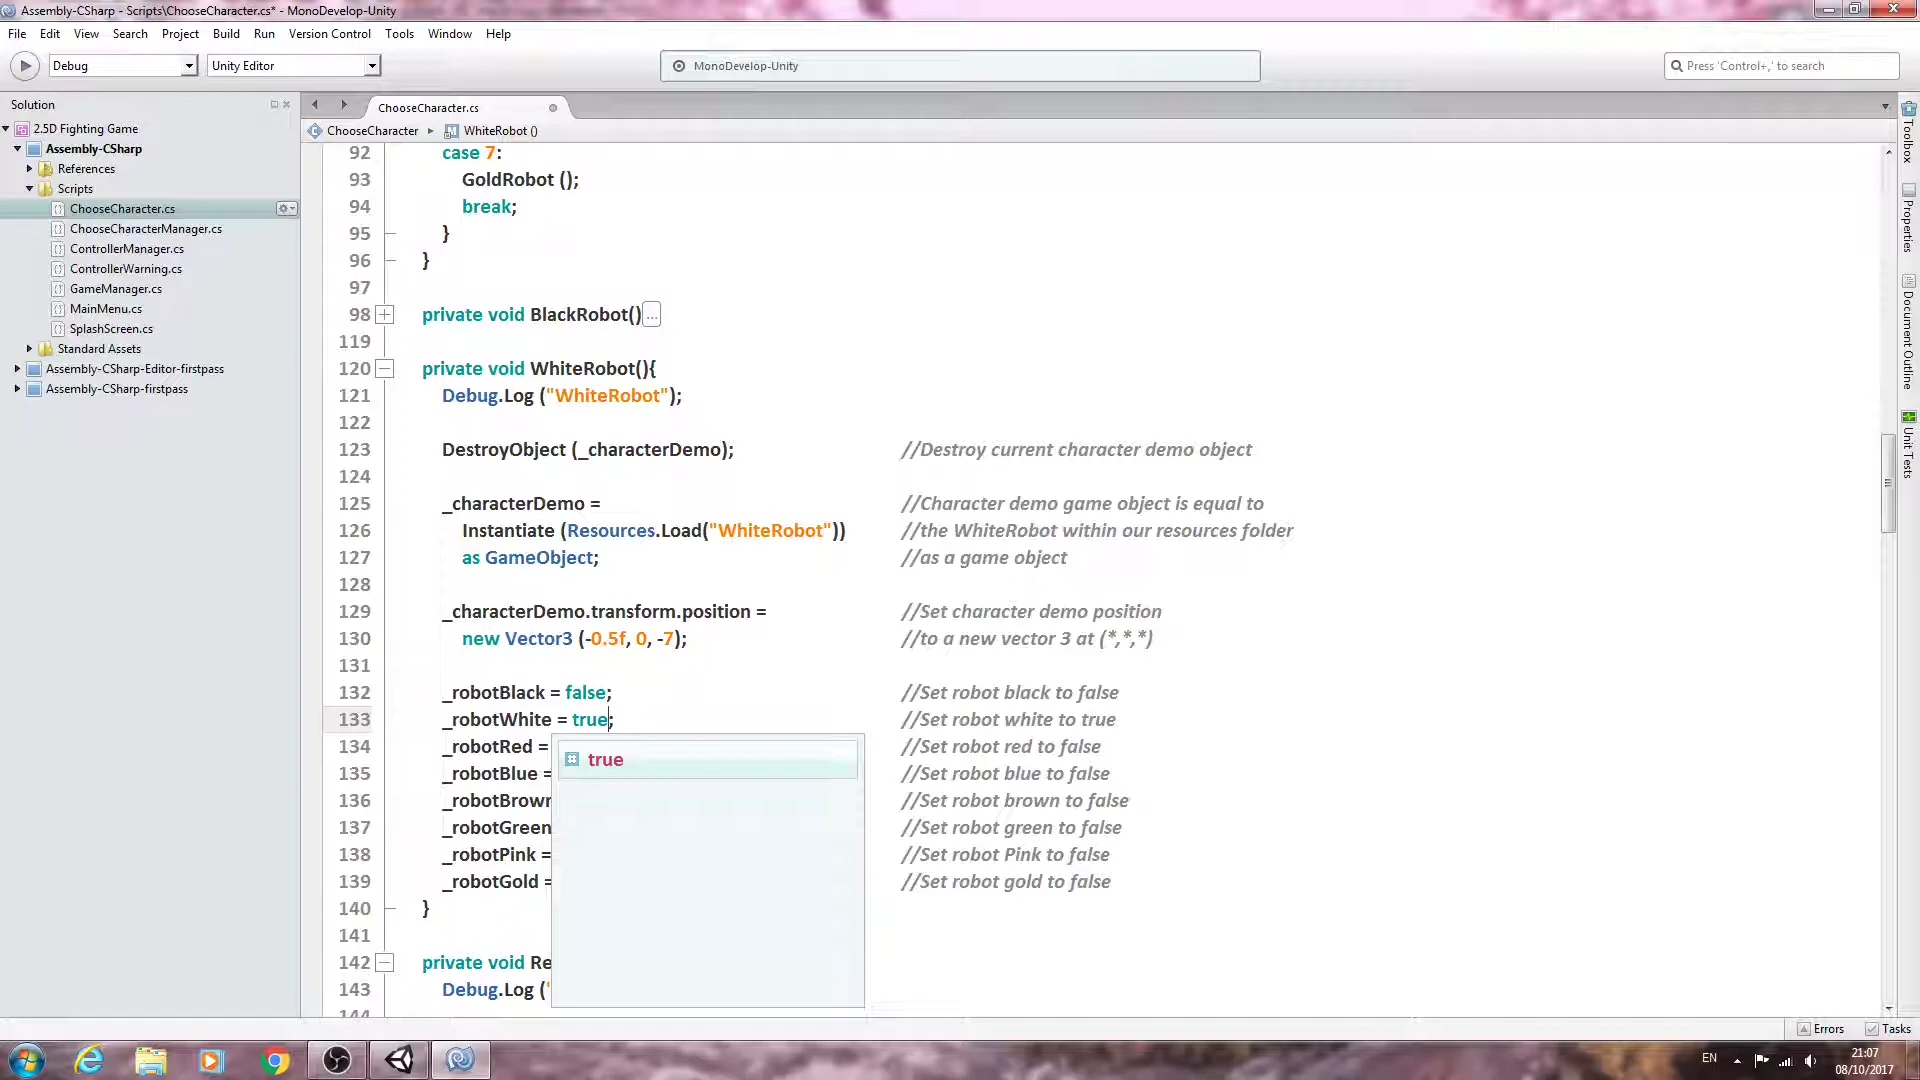 Assembly-CSharp - Scripts\ChooseCharacter.cs* - MonoDevelop-Unity
File Edit View Search Project Build Run Version Control Tools Window Help
Debug Unity Editor MonoDevelop-Unity Press 'Control+,' to search
Solution
2.5D Fighting Game
Assembly-CSharp
References
Scripts
ChooseCharacter.cs
ChooseCharacterManager.cs
ControllerManager.cs
ControllerWarning.cs
GameManager.cs
MainMenu.cs
SplashScreen.cs
Standard Assets
Assembly-CSharp-Editor-firstpass
Assembly-CSharp-firstpass
ChooseCharacter.cs
ChooseCharacter WhiteRobot ()
92 case 7:
93 GoldRobot ();
94 break;
95 }
96 }
97
98 private void BlackRobot()...
119
120 private void WhiteRobot(){
121 Debug.Log ("WhiteRobot");
122
123 DestroyObject (_characterDemo); //Destroy current character demo object
124
125 _characterDemo = //Character demo game object is equal to
126 Instantiate (Resources.Load("WhiteRobot")) //the WhiteRobot within our resources folder
127 as GameObject; //as a game object
128
129 _characterDemo.transform.position = //Set character demo position
130 new Vector3 (-0.5f, 0, -7); //to a new vector 3 at (*,*,*)
131
132 _robotBlack = false; //Set robot black to false
133 _robotWhite = true; //Set robot white to true
134 _robotRed = //Set robot red to false
135 _robotBlue = //Set robot blue to false
136 _robotBrown //Set robot brown to false
137 _robotGreen //Set robot green to false
138 _robotPink = //Set robot Pink to false
139 _robotGold = //Set robot gold to false
140 }
141
142 private void Re
143 Debug.Log ("
true
Toolbox
Properties
Document Outline
Unit Tests
Errors Tasks
EN
21:07
08/10/2017